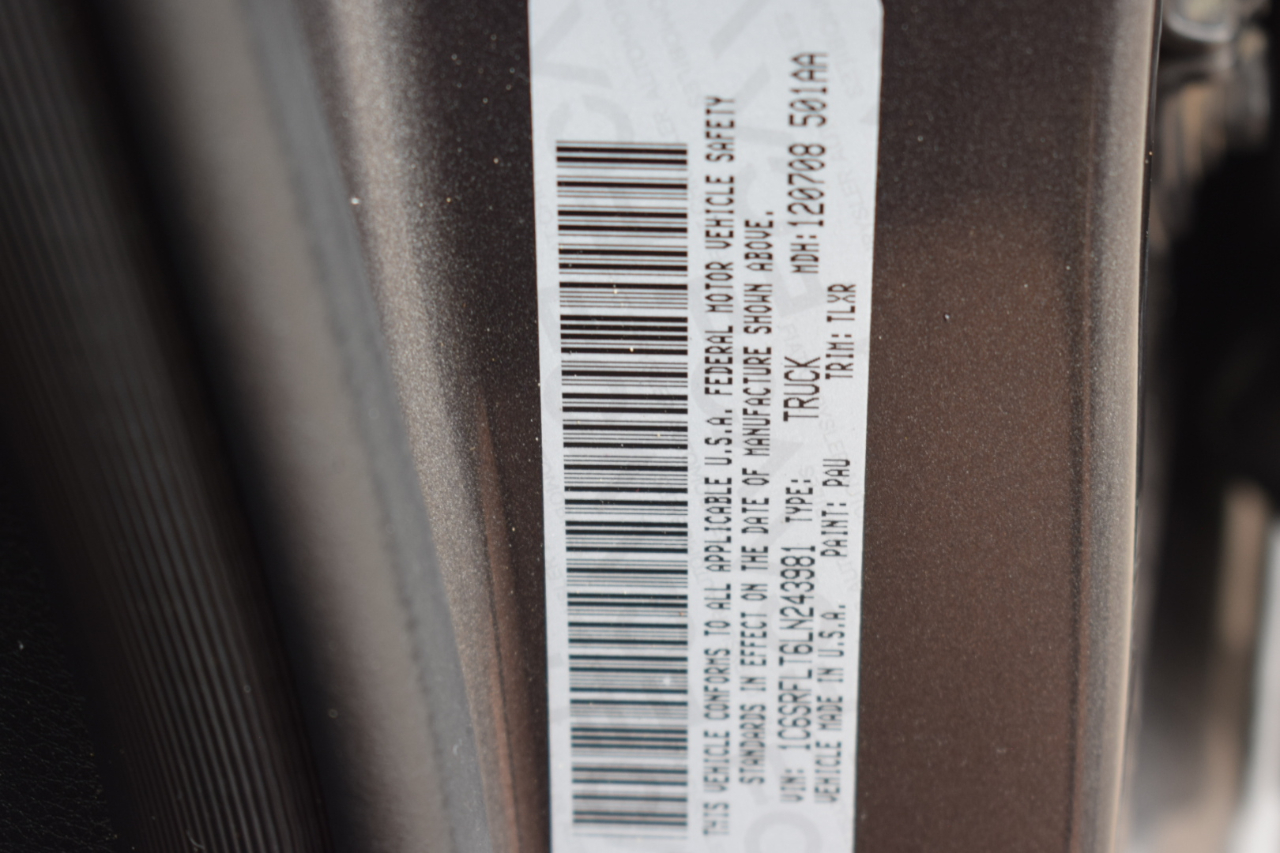 THIS VEHICLE CONFORMS TO ALL APPLICABLE U.S.A. FEDERAL MOTOR VEHICLE SAFETY
STANDARDS IN EFFECT ON THE DATE OF MANUFACTURE SHOWN ABOVE.
VIN: 1C6SRFLT6LN243981 TYPE: TRUCK MDH: 120708 501AA
VEHICLE MADE IN U.S.A. PAINT: PAU TRIM: TLXR